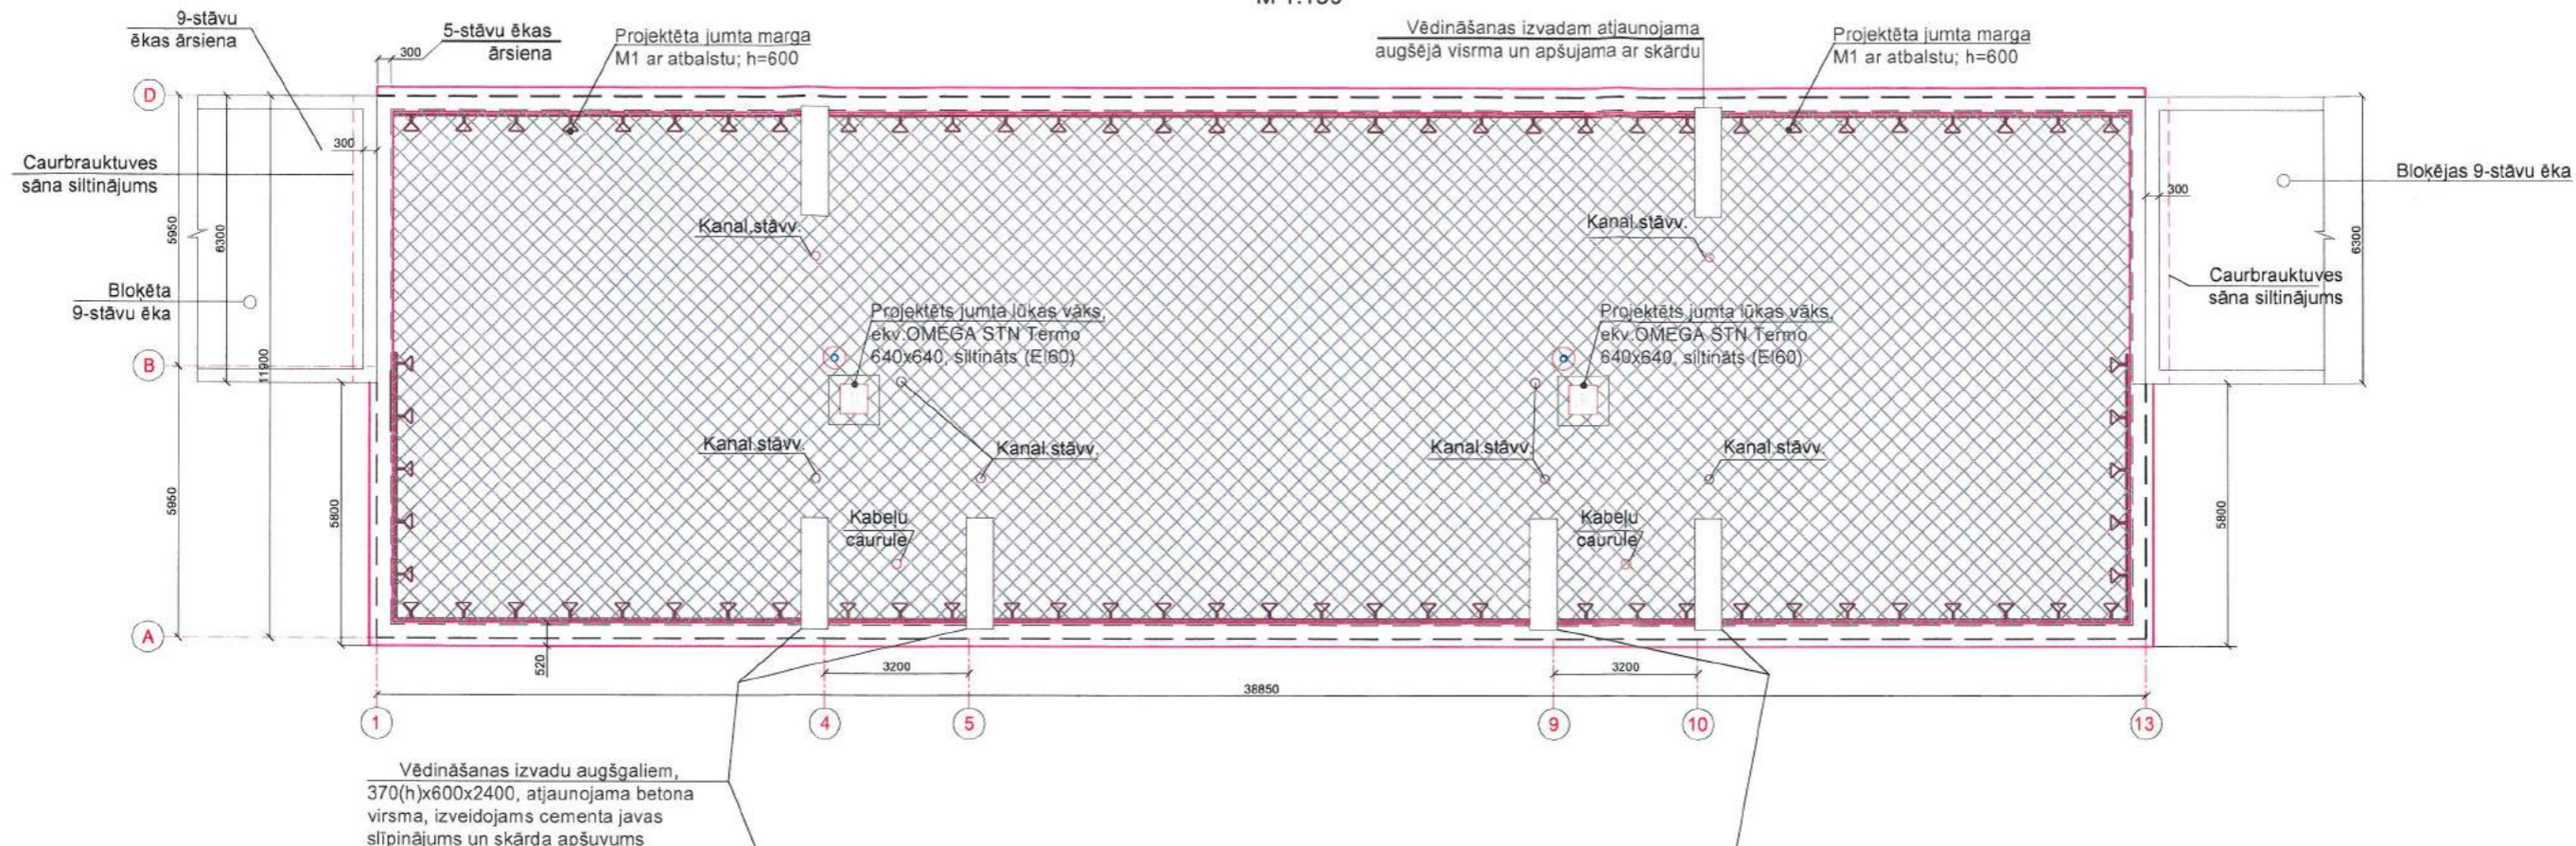 M 1:150
9-stāvu
ēkas ārsiena
5-stāvu ēkas
ārsiena
Projektēta jumta marga
M1 ar atbalstu; h=600
Vēdināšanas izvadam atjaunojama
augšējā visrma un apšujama ar skārdu
Projektēta jumta marga
M1 ar atbalstu; h=600
300
D
300
Caurbrauktuves
sāna siltinājums
Bloķējas 9-stāvu ēka
300
Kanal.stāvv.
Kanal.stāvv.
5950
6300
6300
Caurbrauktuves
sāna siltinājums
Bloķēta
9-stāvu ēka
Projektēts jumta lūkas vāks,
ekv.OMEGA STN Termo
640x640, siltināts (EI60)
Projektēts jumta lūkas vāks,
ekv.OMEGA STN Termo
640x640, siltināts (EI60)
B
11900
Kanal.stāvv.
Kanal.stāvv.
Kanal.stāvv.
Kanal.stāvv.
5950
5800
5800
Kabeļu
caurule
Kabeļu
caurule
A
520
3200
3200
38850
1
4
5
9
10
13
Vēdināšanas izvadu augšgaliem,
370(h)x600x2400, atjaunojama betona
virsma, izveidojams cementa javas
slīpinājums un skārda apšuvums